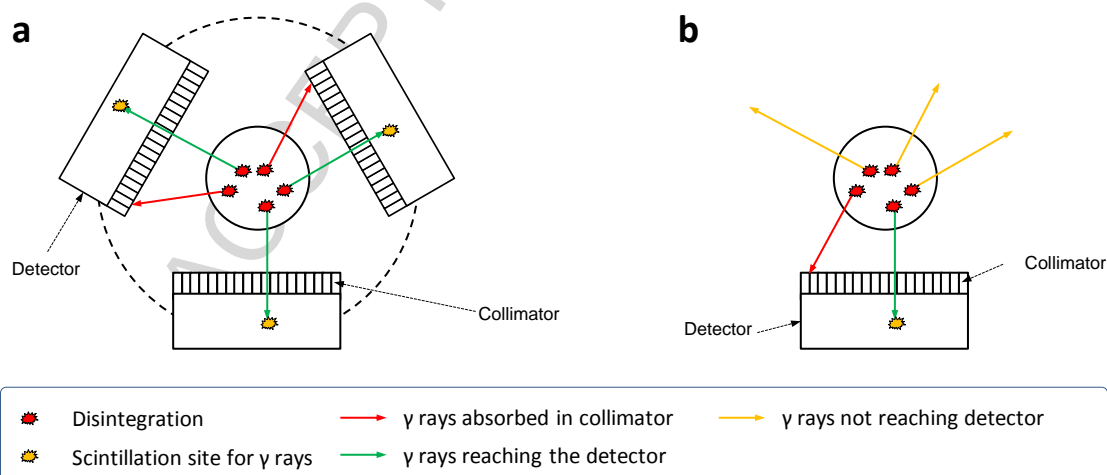 a
b
Detector
Collimator
Collimator
Detector
Disintegration
γ rays absorbed in collimator
γ rays not reaching detector
Scintillation site for γ rays
γ rays reaching the detector